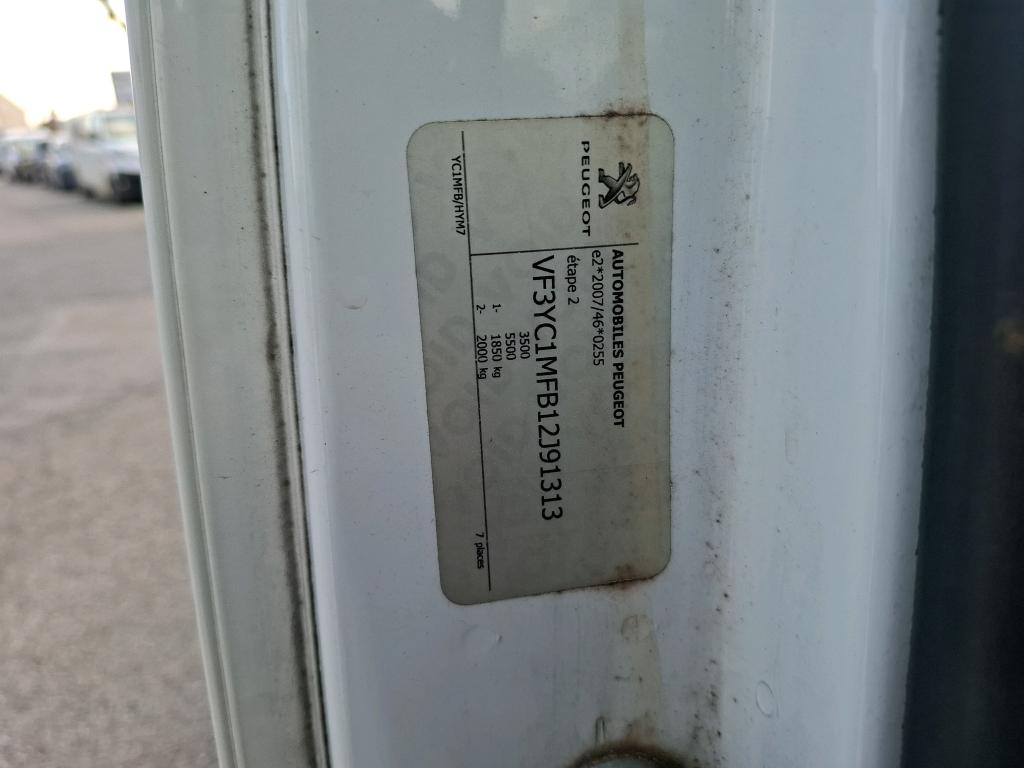 PEUGEOT
AUTOMOBILES PEUGEOT
e2*2007/46*0255
étape 2
VF3YC1MFB12J91313
3500
5500
1- 1850 kg
2- 2000 kg
YC1MFB/HYM7
7 places